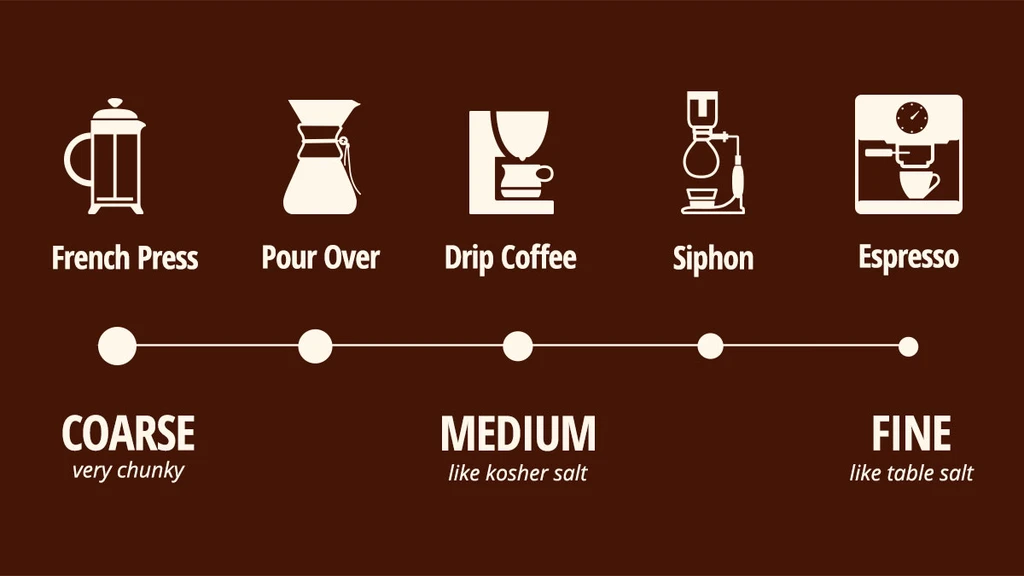 French Press
Pour Over
Drip Coffee
Siphon
Espresso
COARSE
very chunky
MEDIUM
like kosher salt
FINE
like table salt